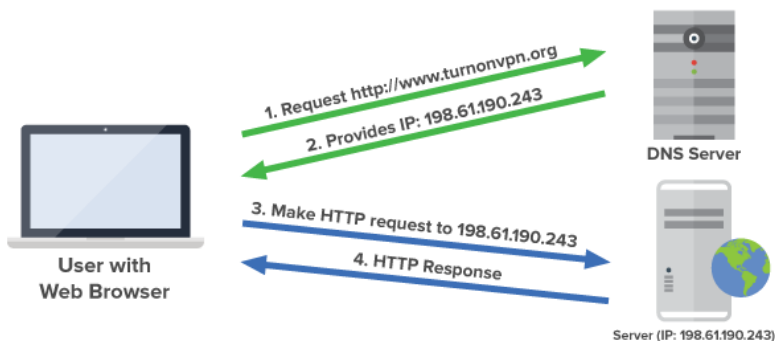 1. Request http://www.turnonvpn.org
2. Provides IP: 198.61.190.243
DNS Server
3. Make HTTP request to 198.61.190.243
4. HTTP Response
User with
Web Browser
Server (IP: 198.61.190.243)